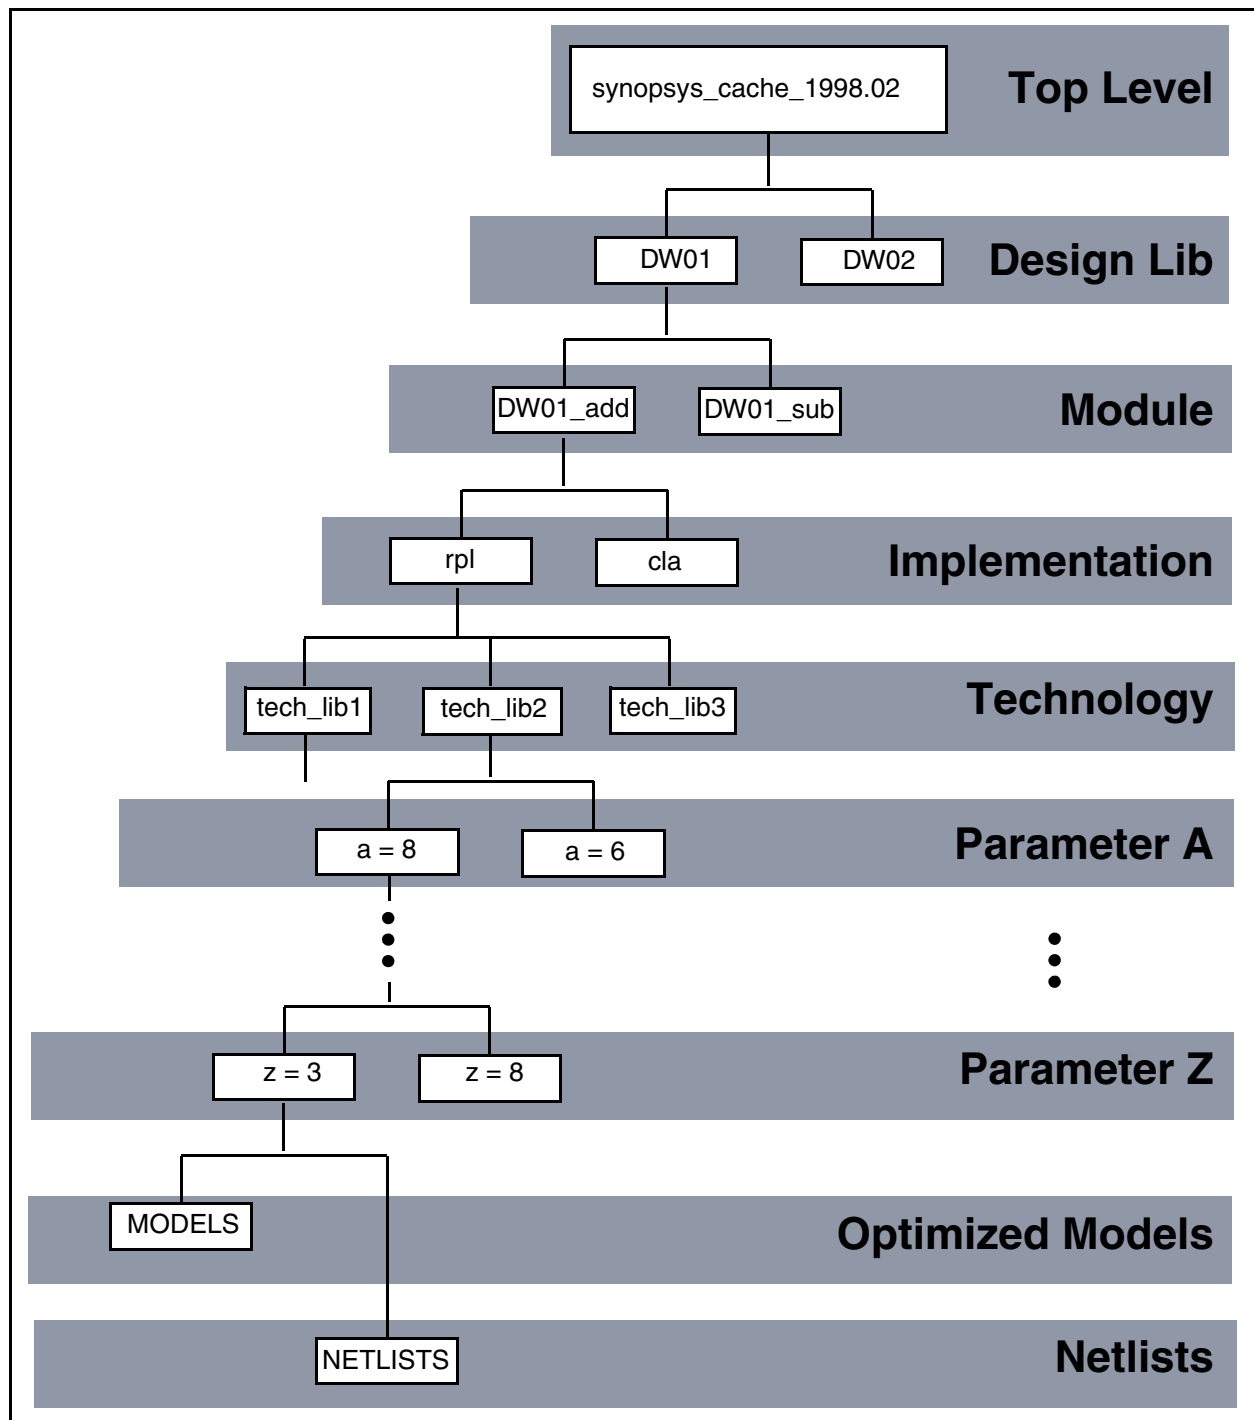 synopsys_cache_1998.02 Top Level
DW01 DW02 Design Lib
DW01_add DW01_sub Module
rpl cla Implementation
tech_lib1 tech_lib2 tech_lib3 Technology
a = 8 a = 6 Parameter A
z = 3 z = 8 Parameter Z
MODELS Optimized Models
NETLISTS Netlists